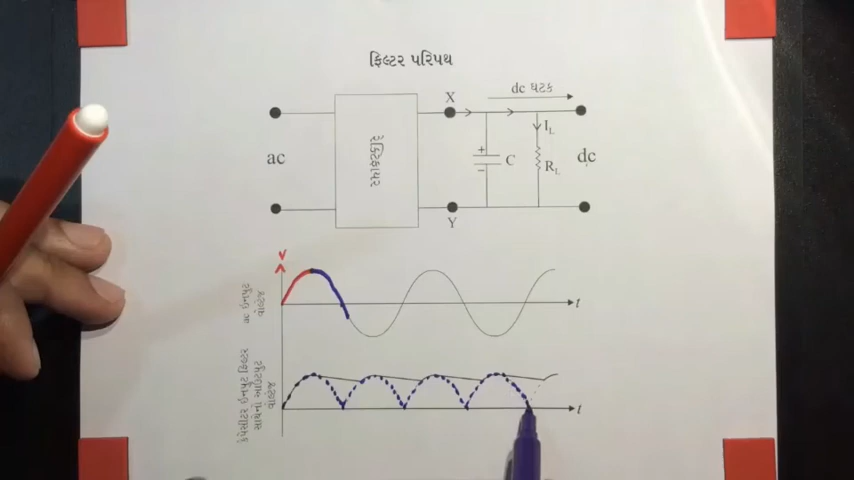 ફિલ્ટર પરિપથ
dc ઘટક
X
I_L
ac
રેક્ટિફાયર
+
C
−
R_L
dc
Y
V
ac ઇનપુટ
વોલ્ટેજ
t
કેપેસીટર ઇનપુટ ફિલ્ટર
સાથેનો આઉટપુટ
વોલ્ટેજ
t